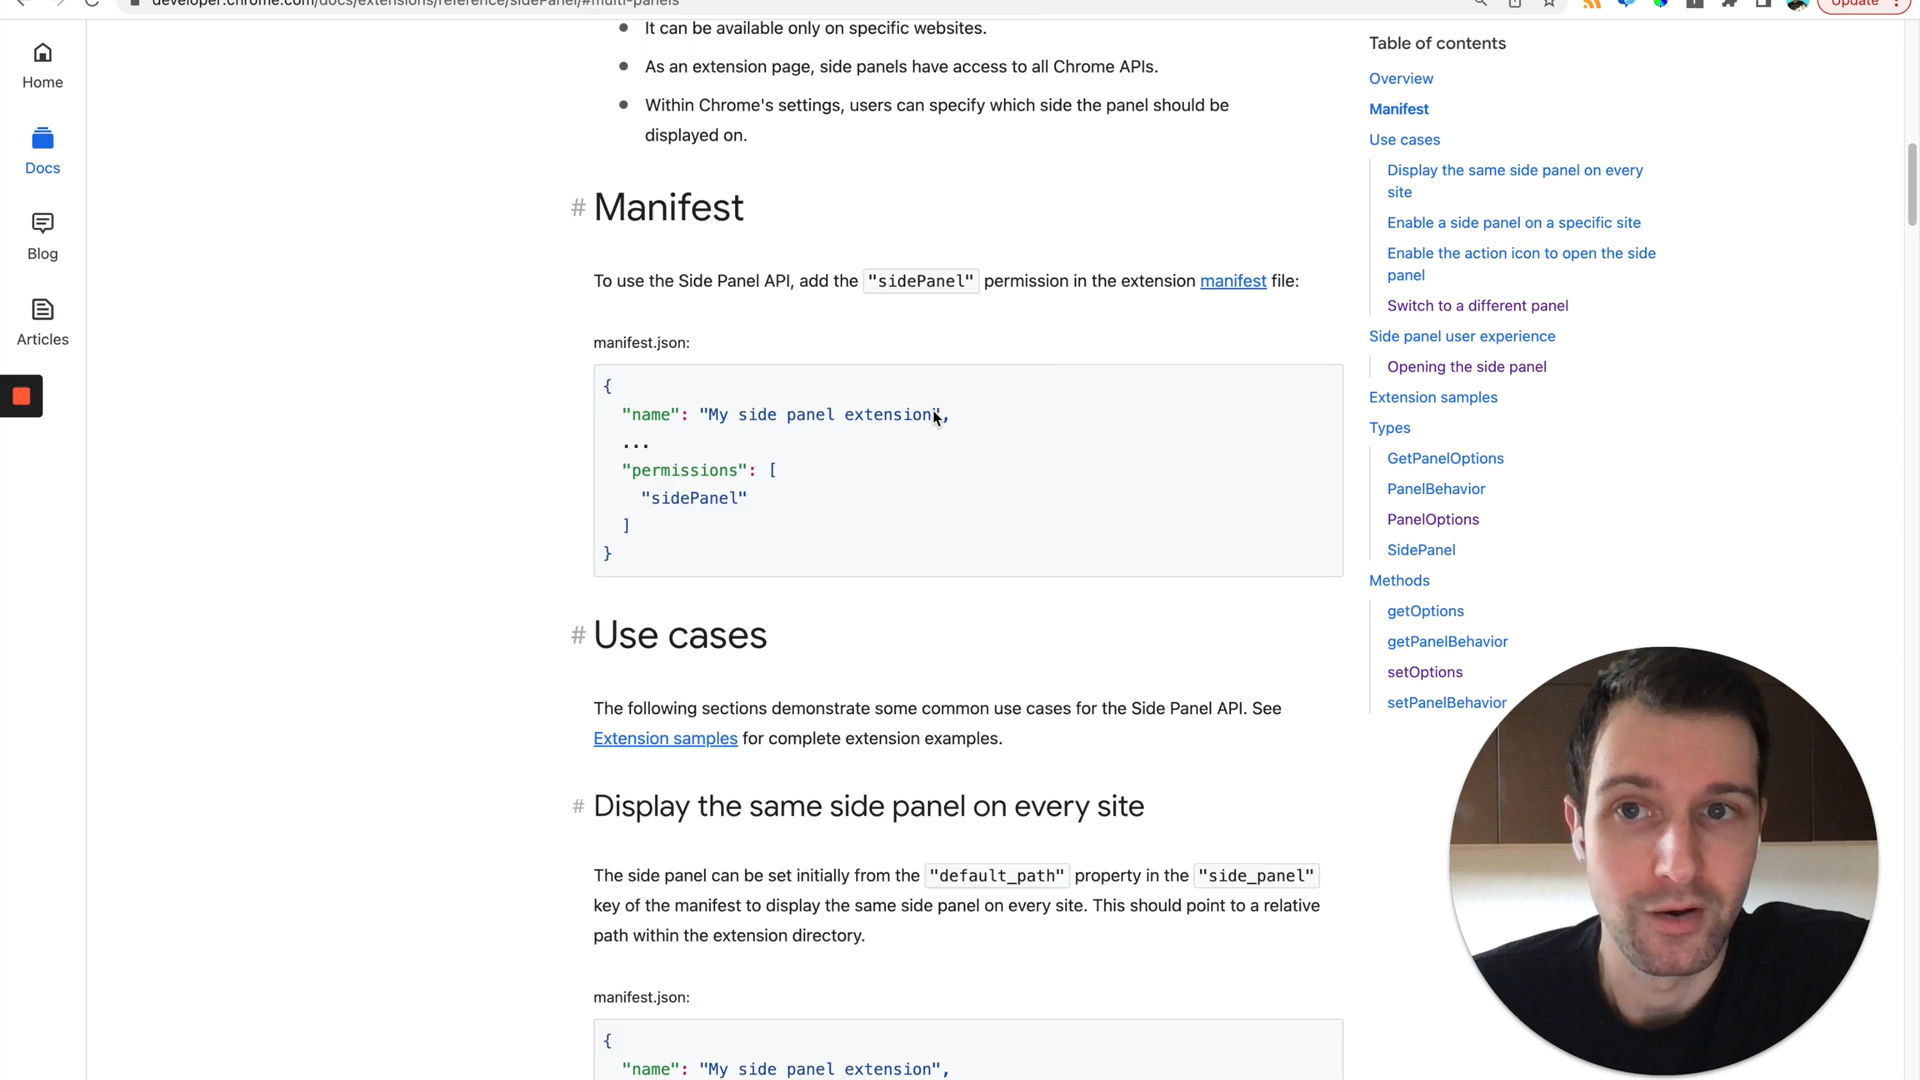 developer.chrome.com/docs/extensions/reference/sidePanel/#multi-panels
Update
Home
Docs
Blog
Articles
It can be available only on specific websites.
As an extension page, side panels have access to all Chrome APIs.
Within Chrome's settings, users can specify which side the panel should be
displayed on.
# Manifest
To use the Side Panel API, add the "sidePanel" permission in the extension manifest file:
manifest.json:
{
"name": "My side panel extension",
...
"permissions": [
"sidePanel"
]
}
# Use cases
The following sections demonstrate some common use cases for the Side Panel API. See
Extension samples for complete extension examples.
# Display the same side panel on every site
The side panel can be set initially from the "default_path" property in the "side_panel"
key of the manifest to display the same side panel on every site. This should point to a relative
path within the extension directory.
manifest.json:
{
"name": "My side panel extension",
Table of contents
Overview
Manifest
Use cases
Display the same side panel on every
site
Enable a side panel on a specific site
Enable the action icon to open the side
panel
Switch to a different panel
Side panel user experience
Opening the side panel
Extension samples
Types
GetPanelOptions
PanelBehavior
PanelOptions
SidePanel
Methods
getOptions
getPanelBehavior
setOptions
setPanelBehavior